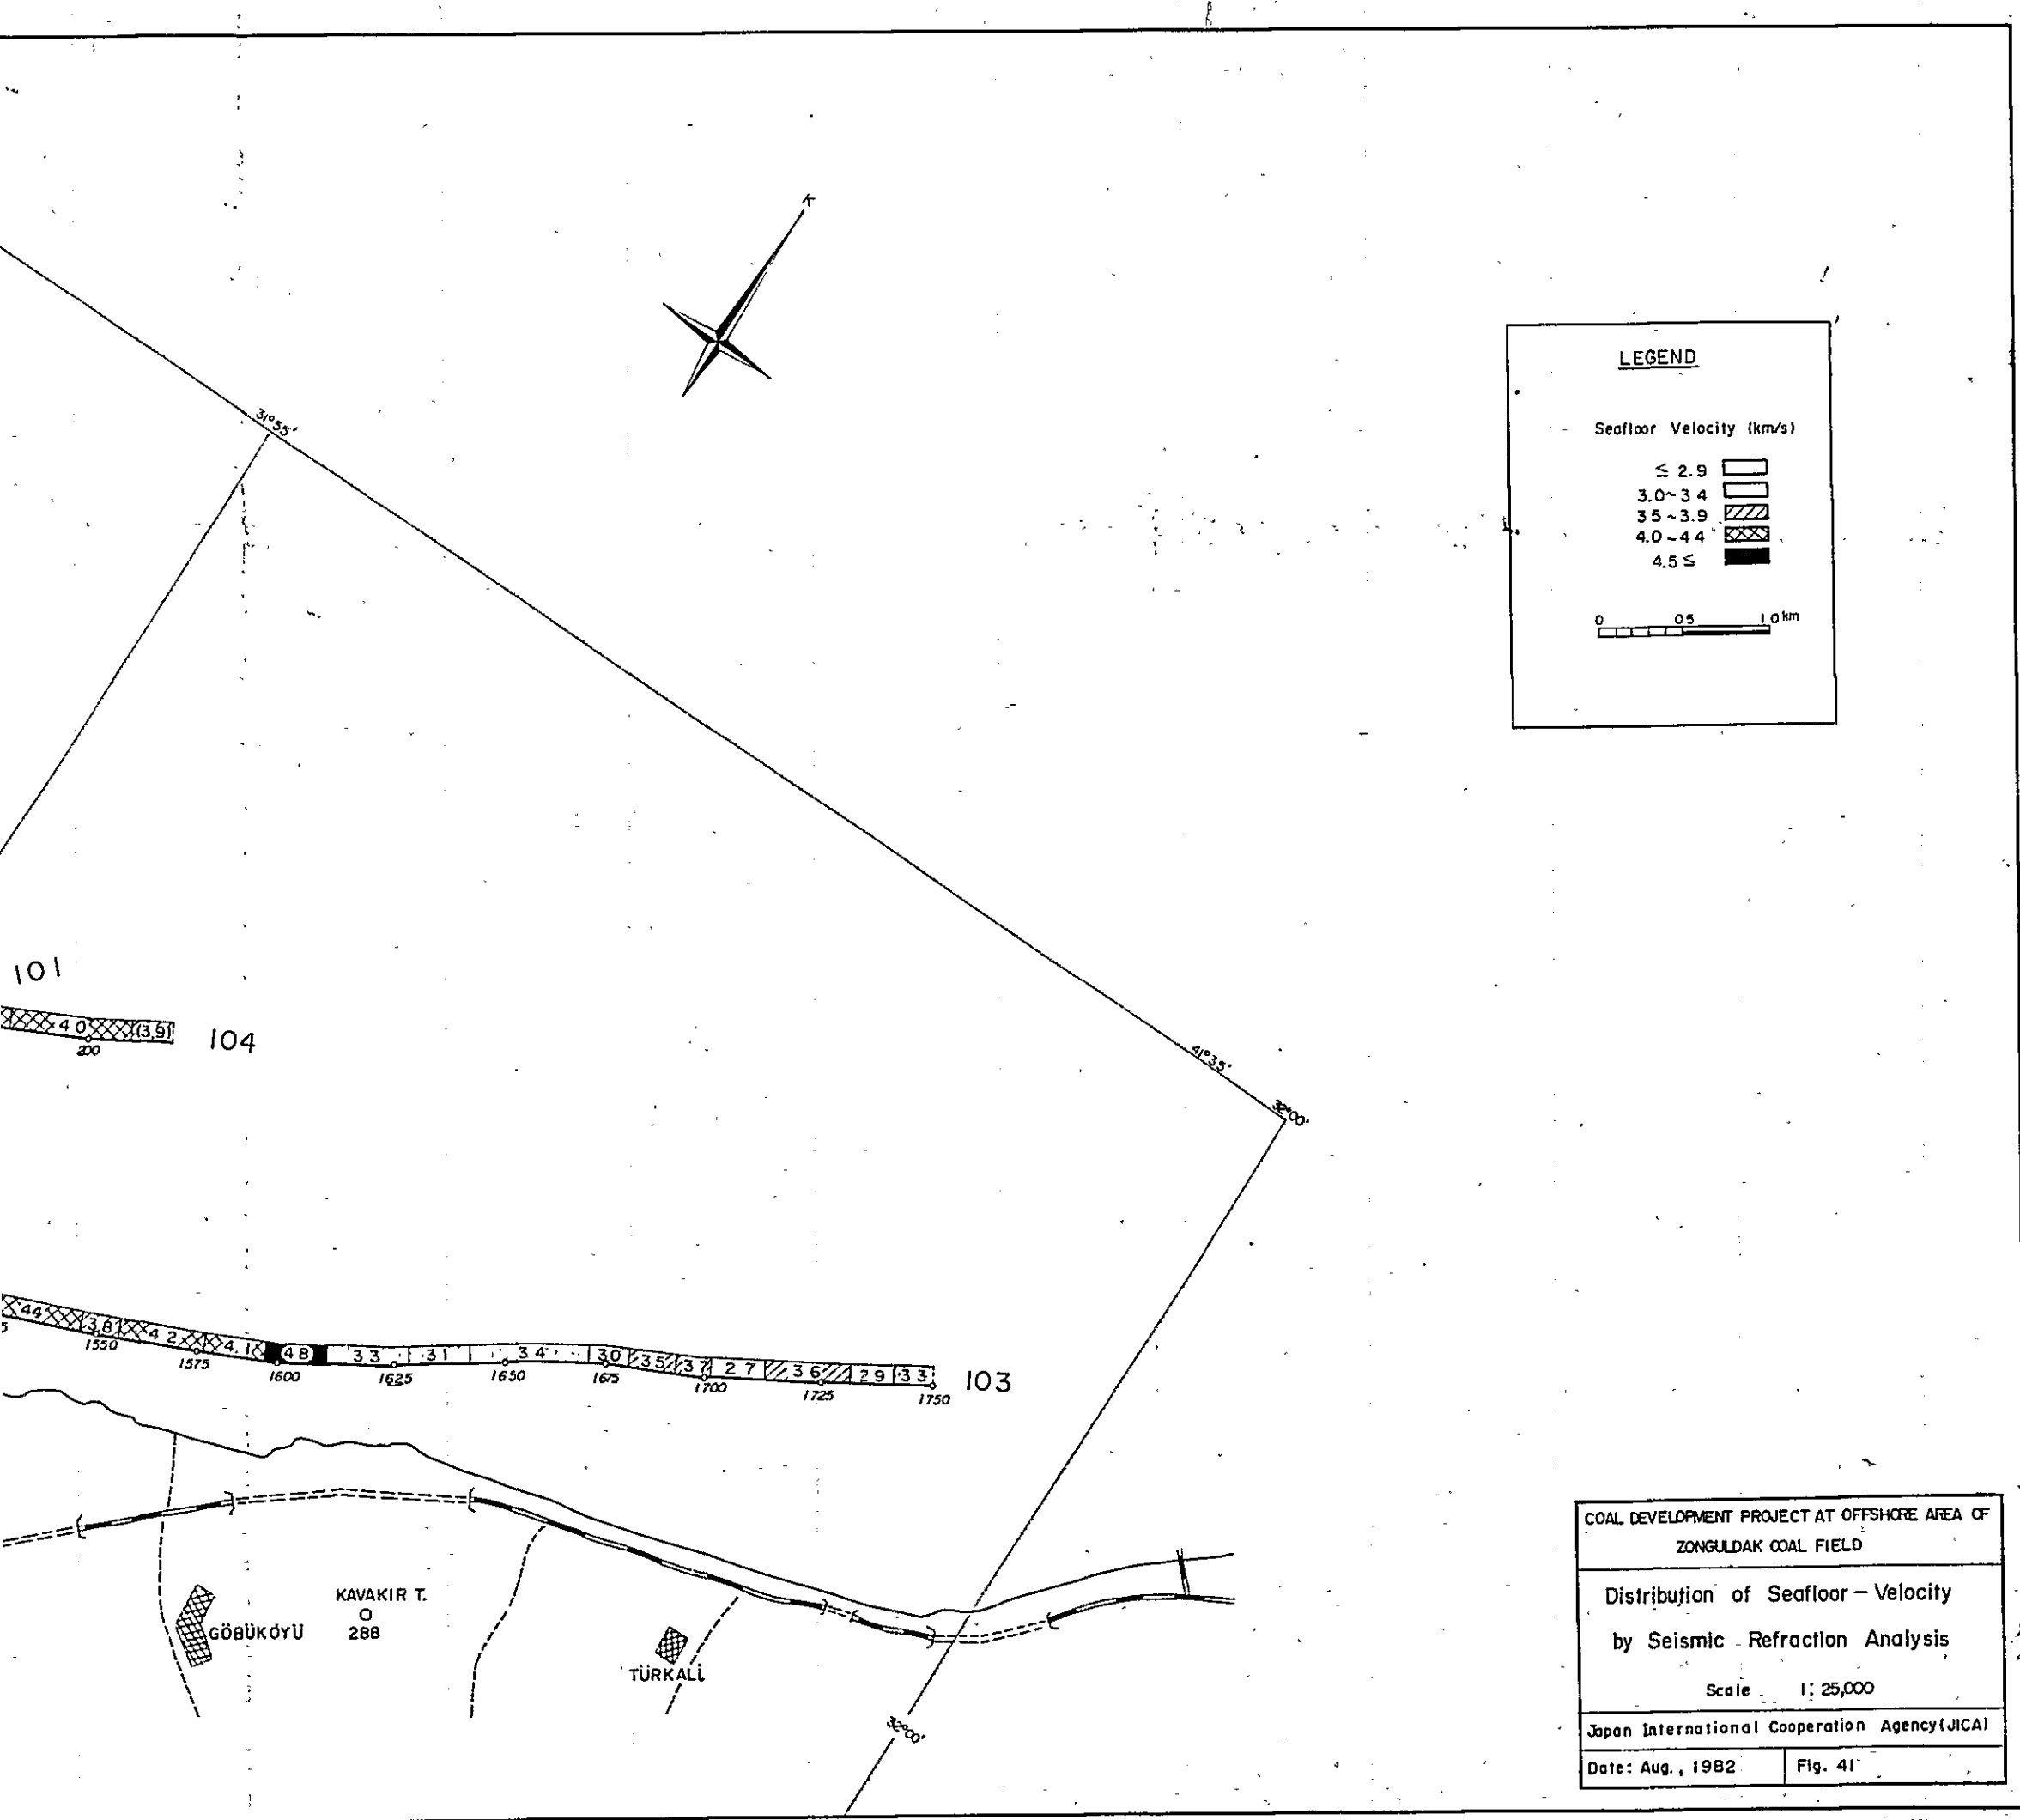 K
31°55'
LEGEND
Seafloor Velocity (km/s)
≤ 2.9
3.0~3 4
3 5 ~3.9
4.0~4 4
4.5 ≤
0 0 5 1 0 km
101
4 0 (3,9)
200
104
41°35'
32°00'
44 3.8 4 2 4.1 4 8 3 3 3 1 3 4 3 0 3 5 3 7 2 7 3 6 2 9 3 3
1550 1575 1600 1625 1650 1675 1700 1725 1750
103
KAVAKIR T.
288
GÖBÜKÖYÜ
TÜRKALİ
32°00'
COAL DEVELOPMENT PROJECT AT OFFSHORE AREA OF
ZONGULDAK COAL FIELD
Distribution of Seafloor – Velocity
by Seismic Refraction Analysis
Scale 1: 25,000
Japan International Cooperation Agency (JICA)
Date: Aug., 1982 Fig. 41